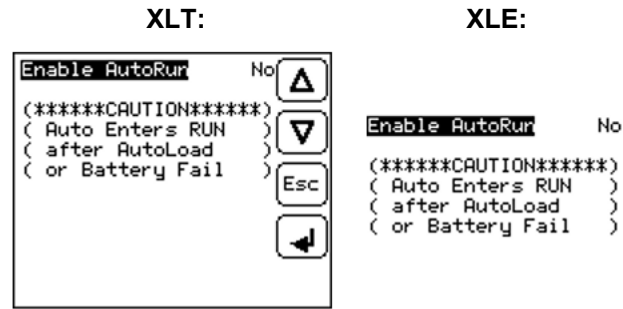 XLT:
XLE:
Enable AutoRun No
(******CAUTION******)
( Auto Enters RUN )
( after AutoLoad )
( or Battery Fail )
Esc
Enable AutoRun No
(******CAUTION******)
( Auto Enters RUN )
( after AutoLoad )
( or Battery Fail )